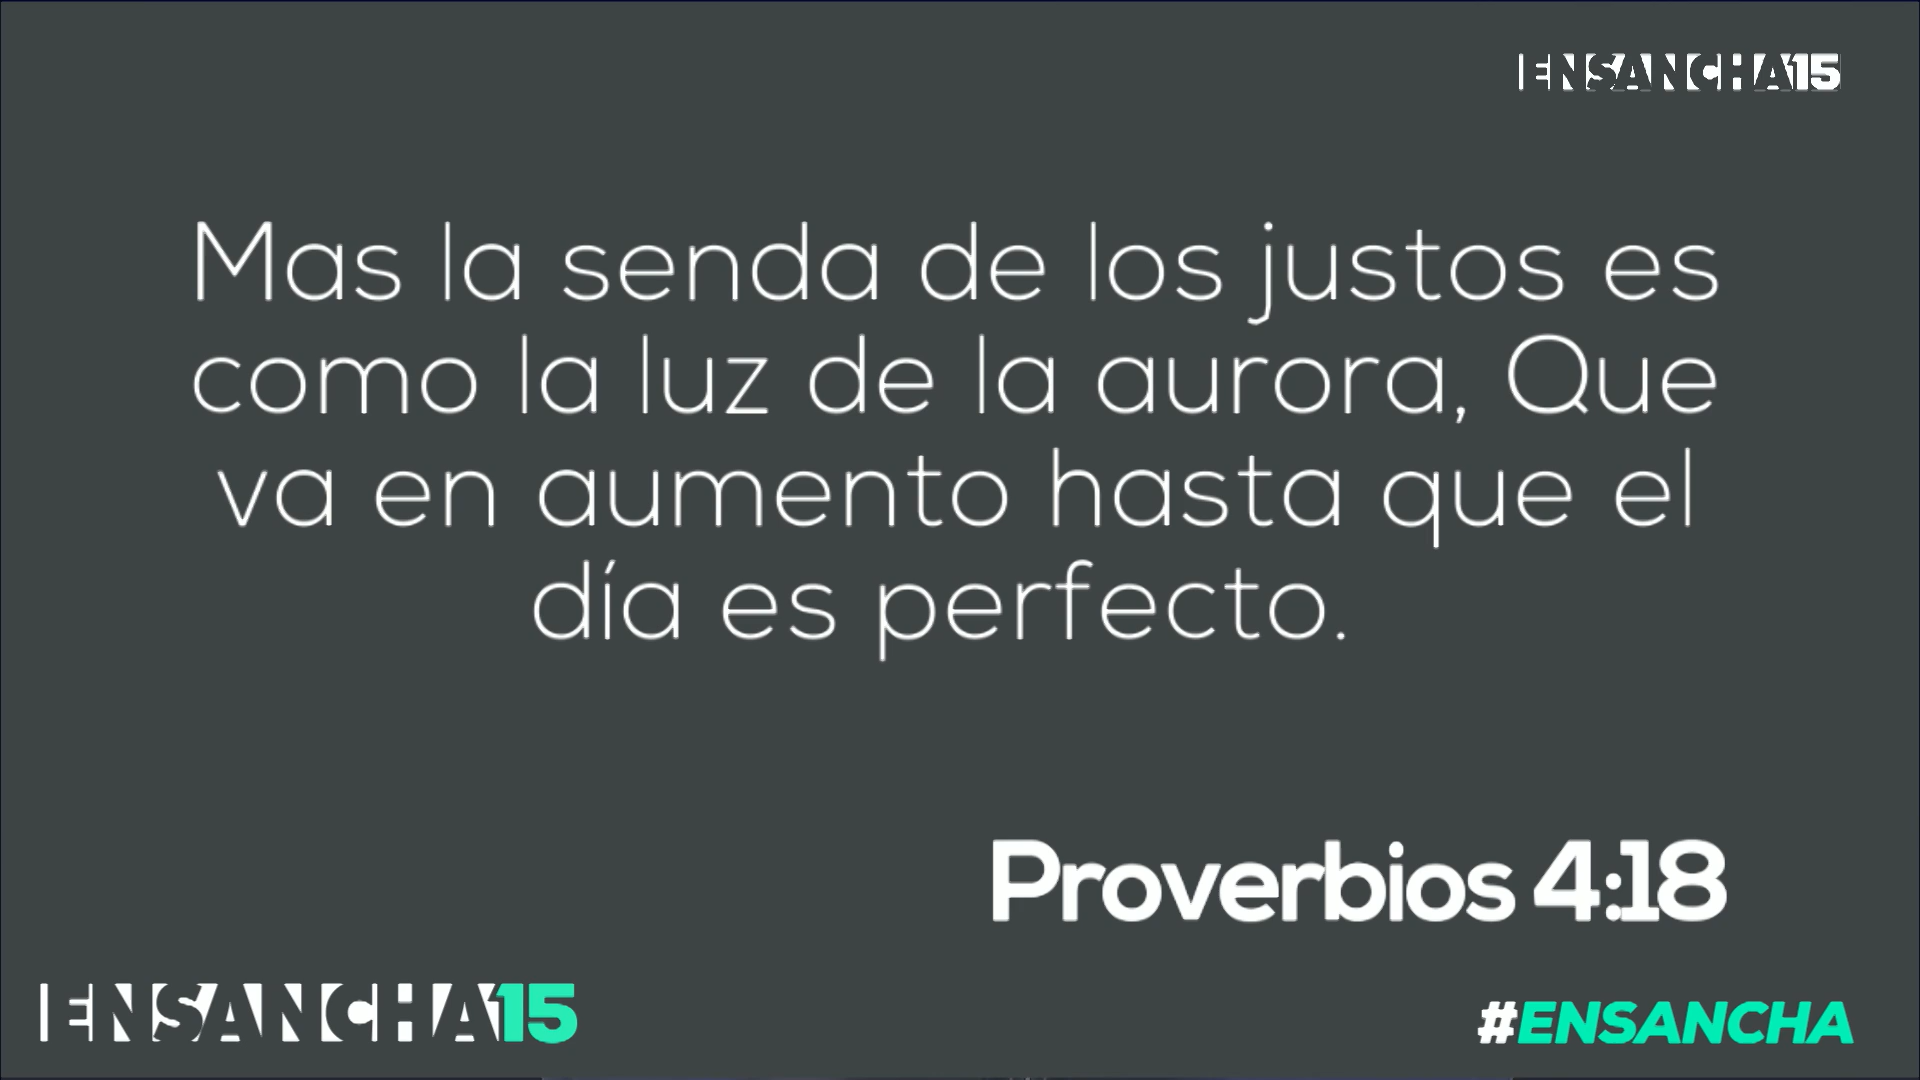 ENSANCHA15
Mas la senda de los justos es
como la luz de la aurora, Que
va en aumento hasta que el
día es perfecto.
Proverbios 4:18
ENSANCHA15
#ENSANCHA